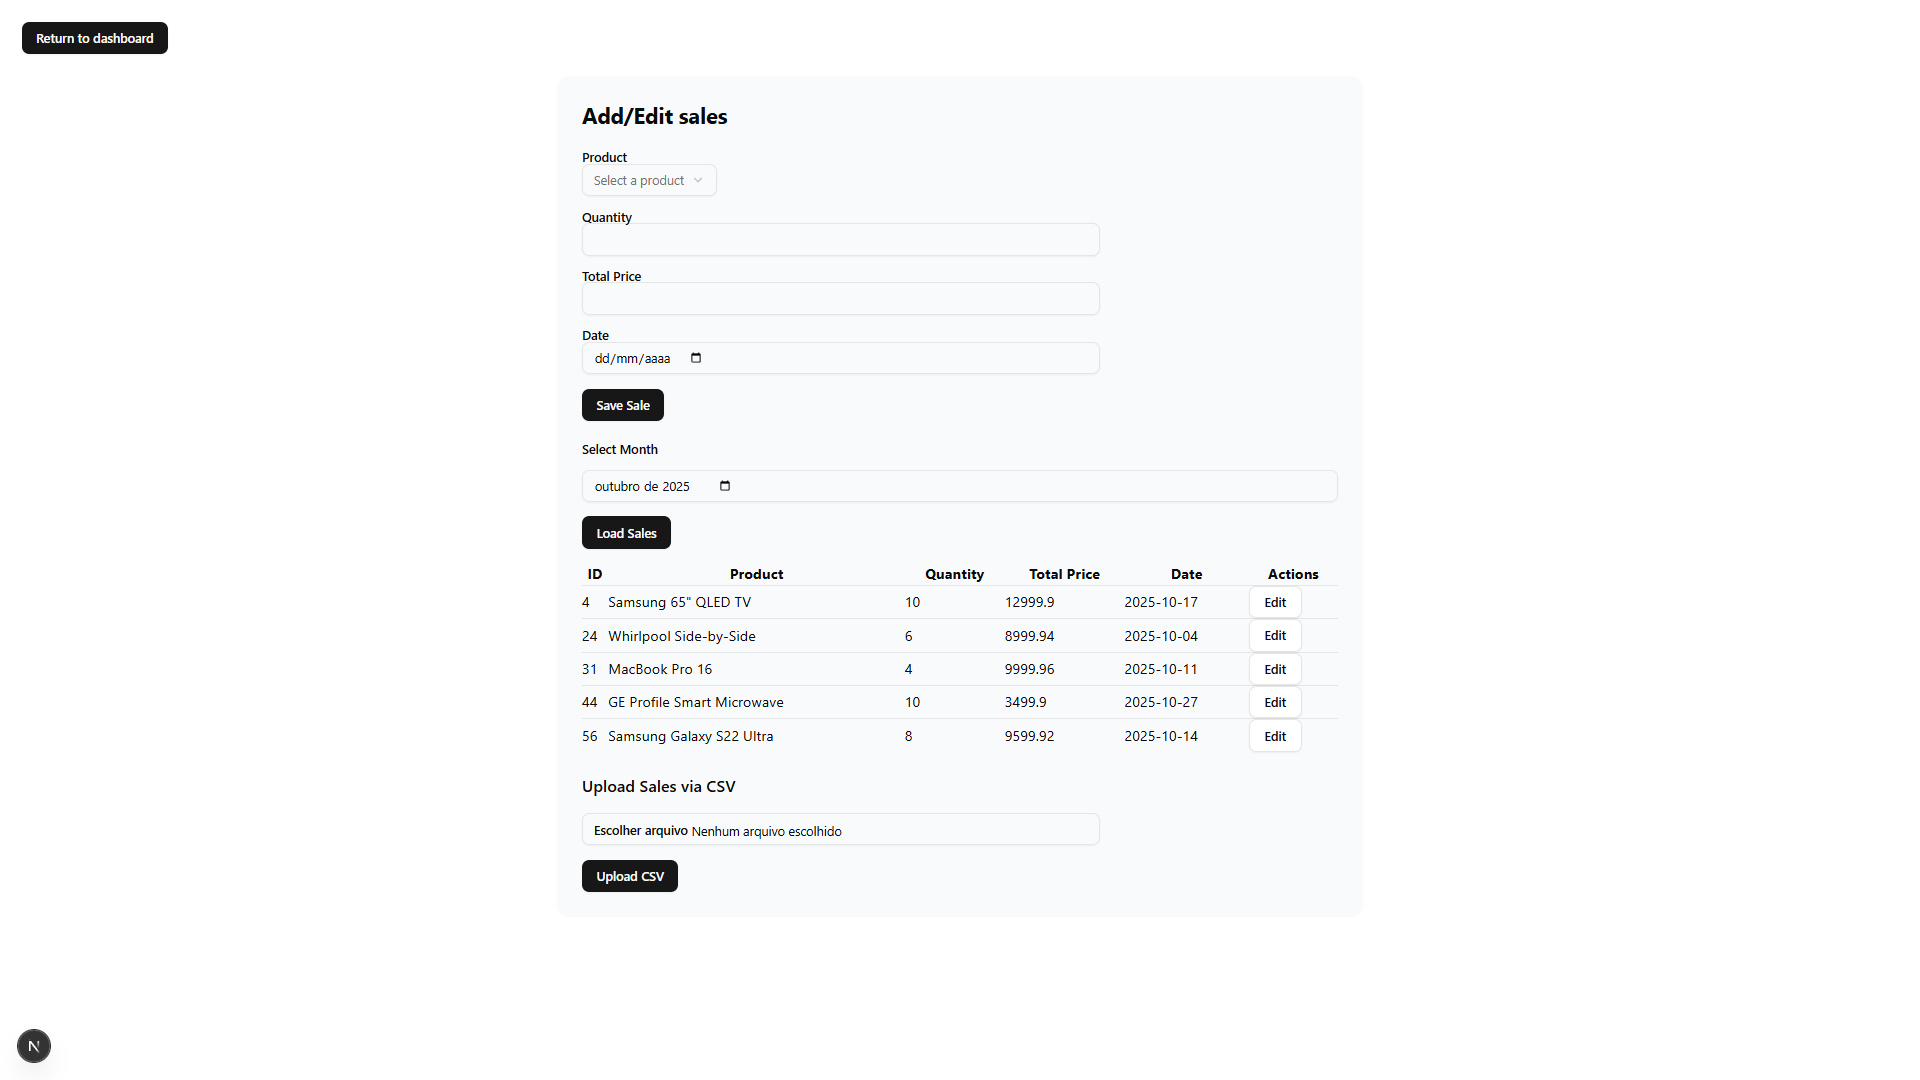 Return to dashboard
Add/Edit sales
Product
Select a product
Quantity
Total Price
Date
dd/mm/aaaa
Save Sale
Select Month
outubro de 2025
Load Sales
ID Product Quantity Total Price Date Actions
4 Samsung 65" QLED TV 10 12999.9 2025-10-17 Edit
24 Whirlpool Side-by-Side 6 8999.94 2025-10-04 Edit
31 MacBook Pro 16 4 9999.96 2025-10-11 Edit
44 GE Profile Smart Microwave 10 3499.9 2025-10-27 Edit
56 Samsung Galaxy S22 Ultra 8 9599.92 2025-10-14 Edit
Upload Sales via CSV
Escolher arquivo Nenhum arquivo escolhido
Upload CSV
N